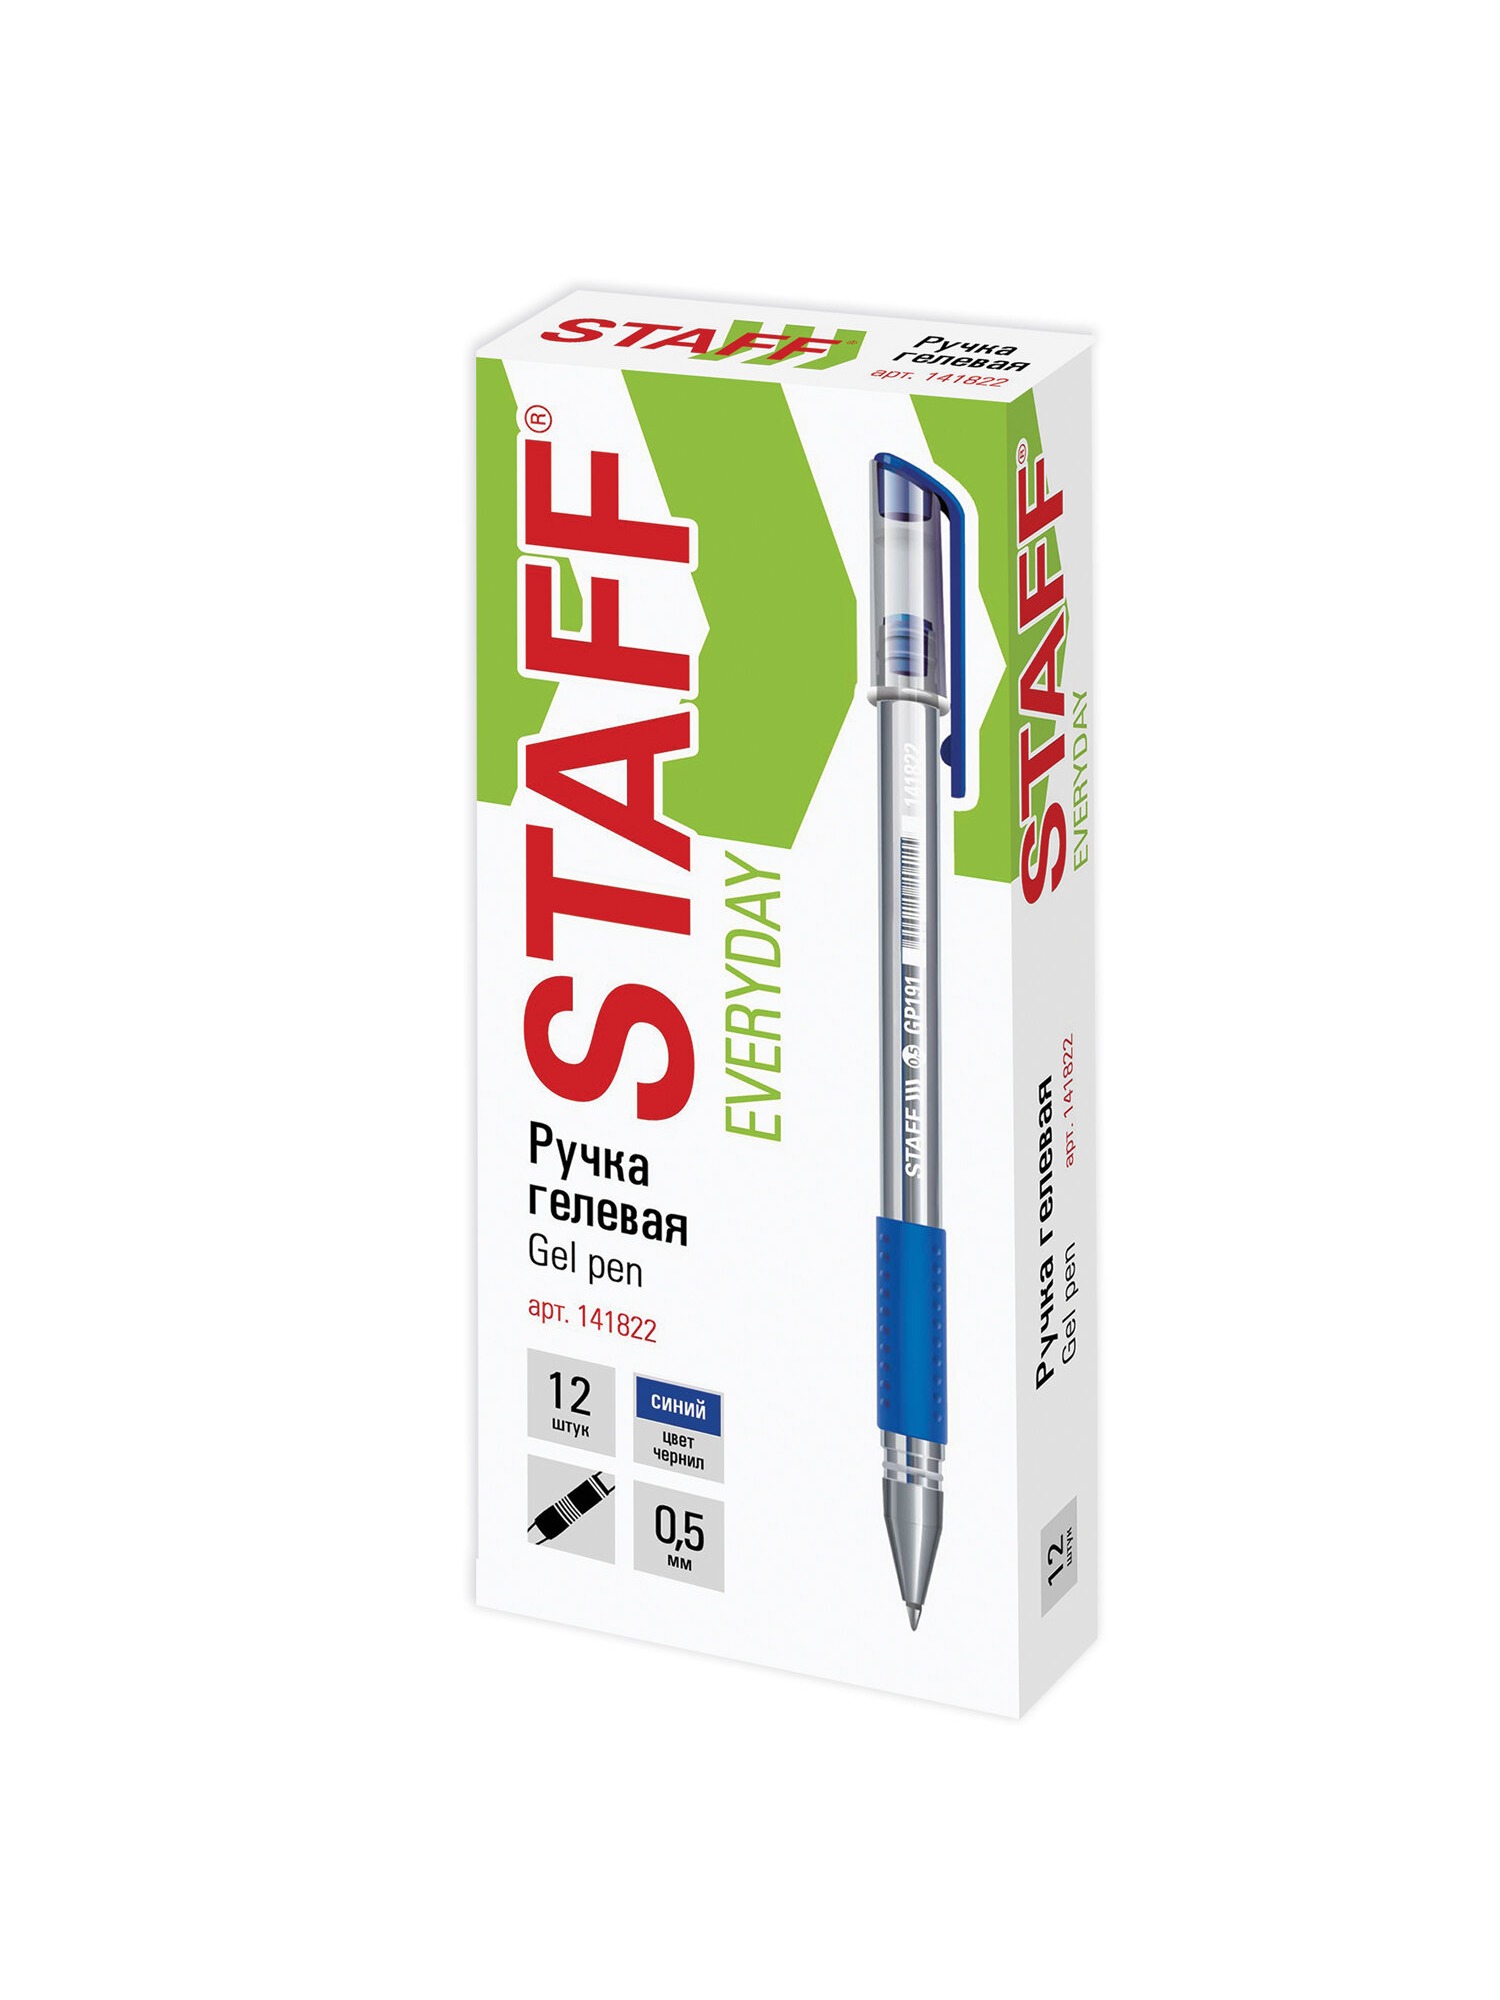 STAFF®
Ручка
гелевая
арт. 141822
STAFF®
EVERYDAY
Ручка
гелевая
Gel pen
арт. 141822
12
штук
синий
цвет
чернил
0,5
мм
141822
STAFF 0,5 GP191
STAFF®
EVERYDAY
Ручка гелевая
Gel pen
арт. 141822
12
штук